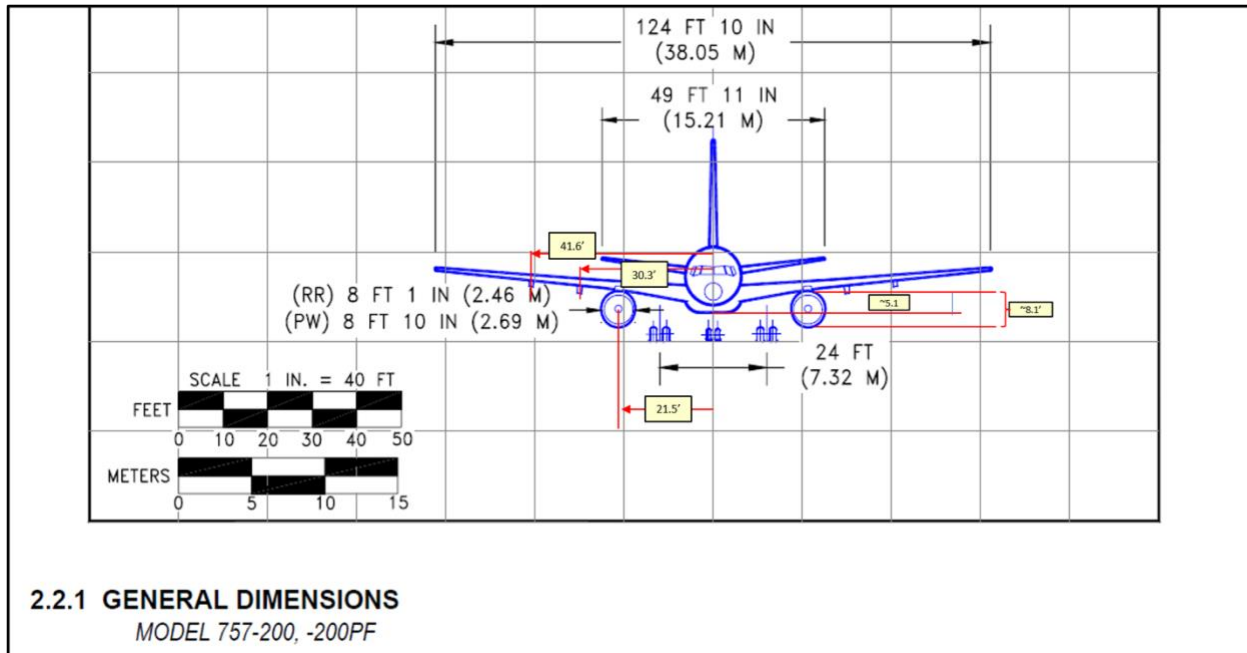 124 FT 10 IN
(38.05 M)
49 FT 11 IN
(15.21 M)
41.6'
30.3'
(RR) 8 FT 1 IN (2.46 M)
(PW) 8 FT 10 IN (2.69 M)
~5.1
~8.1'
24 FT
(7.32 M)
21.5'
SCALE 1 IN. = 40 FT
FEET
0 10 20 30 40 50
METERS
0 5 10 15
2.2.1 GENERAL DIMENSIONS
MODEL 757-200, -200PF